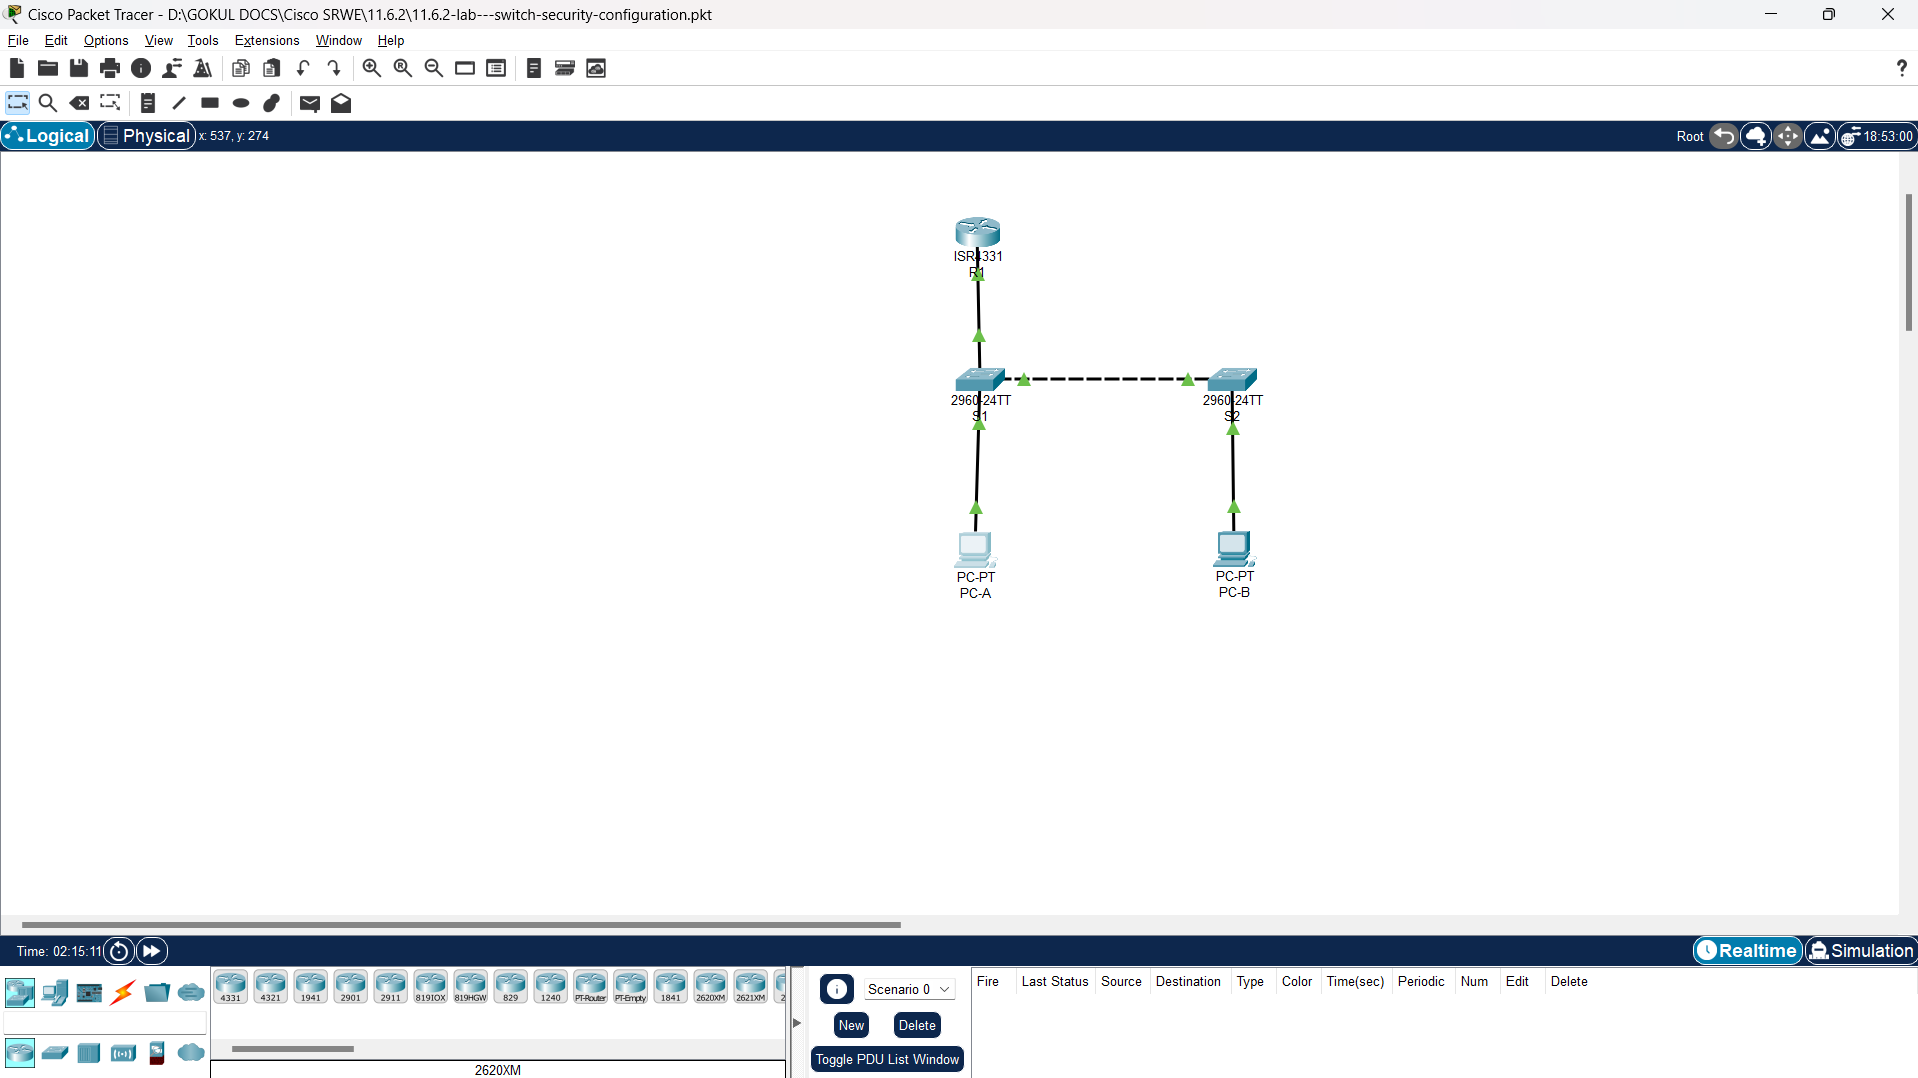 Cisco Packet Tracer - D:\GOKUL DOCS\Cisco SRWE\11.6.2\11.6.2-lab---switch-security-configuration.pkt
File Edit Options View Tools Extensions Window Help
Logical Physical x: 537, y: 274 Root 18:53:00
ISR4331
R1
2960-24TT 2960-24TT
S1 S2
PC-PT PC-PT
PC-A PC-B
Time: 02:15:11 Realtime Simulation
4331 4321 1941 2901 2911 819IOX 819HGW 829 1240 PT-Router PT-Empty 1841 2620XM 2621XM 2
2620XM
Scenario 0
New Delete
Toggle PDU List Window
Fire Last Status Source Destination Type Color Time(sec) Periodic Num Edit Delete